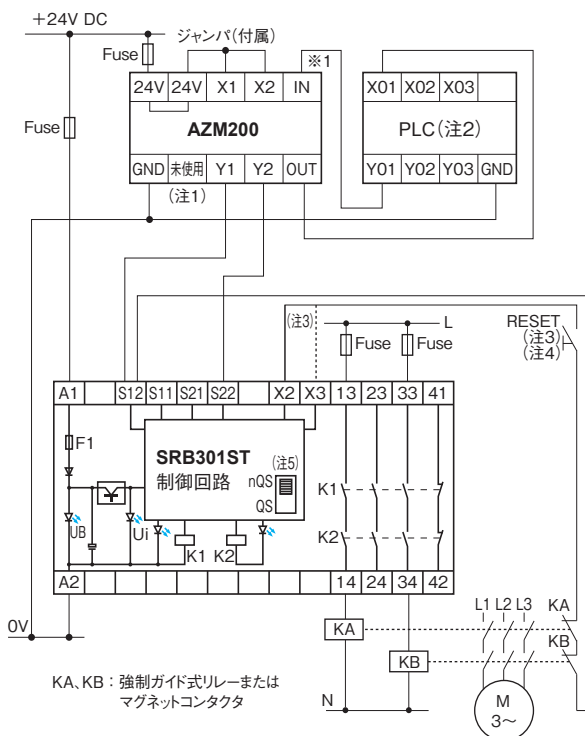 +24V DC
ジャンパ(付属)
Fuse
※1
24V 24V X1 X2 IN
X01 X02 X03
Fuse
AZM200
PLC(注2)
GND 未使用 Y1 Y2 OUT
Y01 Y02 Y03 GND
(注1)
(注3)
L
RESET
(注3)
(注4)
Fuse
Fuse
A1 S12 S11 S21 S22 X2 X3 13 23 33 41
F1
SRB301ST
制御回路
(注5)
nQS
QS
K1
UB
Ui
K1
K2
K2
A2 14 24 34 42
0V
L1 L2 L3
KA
KA
KB
KB
KA、KB:強制ガイド式リレーまたは
マグネットコンタクタ
N
M
3~